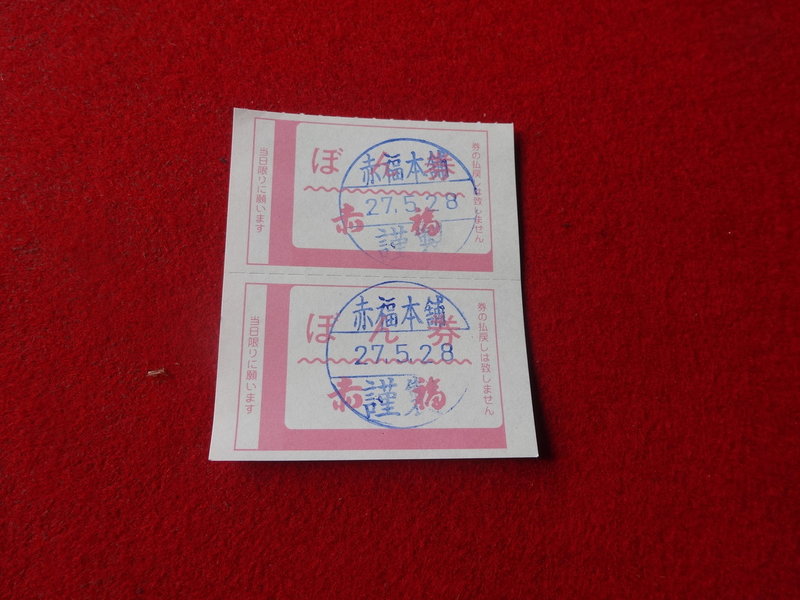 当日限りに願います
ぼん券
赤福
券の払戻しは致しません
赤福本舗
27.5.28
謹製
当日限りに願います
ぼん券
赤福
券の払戻しは致しません
赤福本舗
27.5.28
謹製